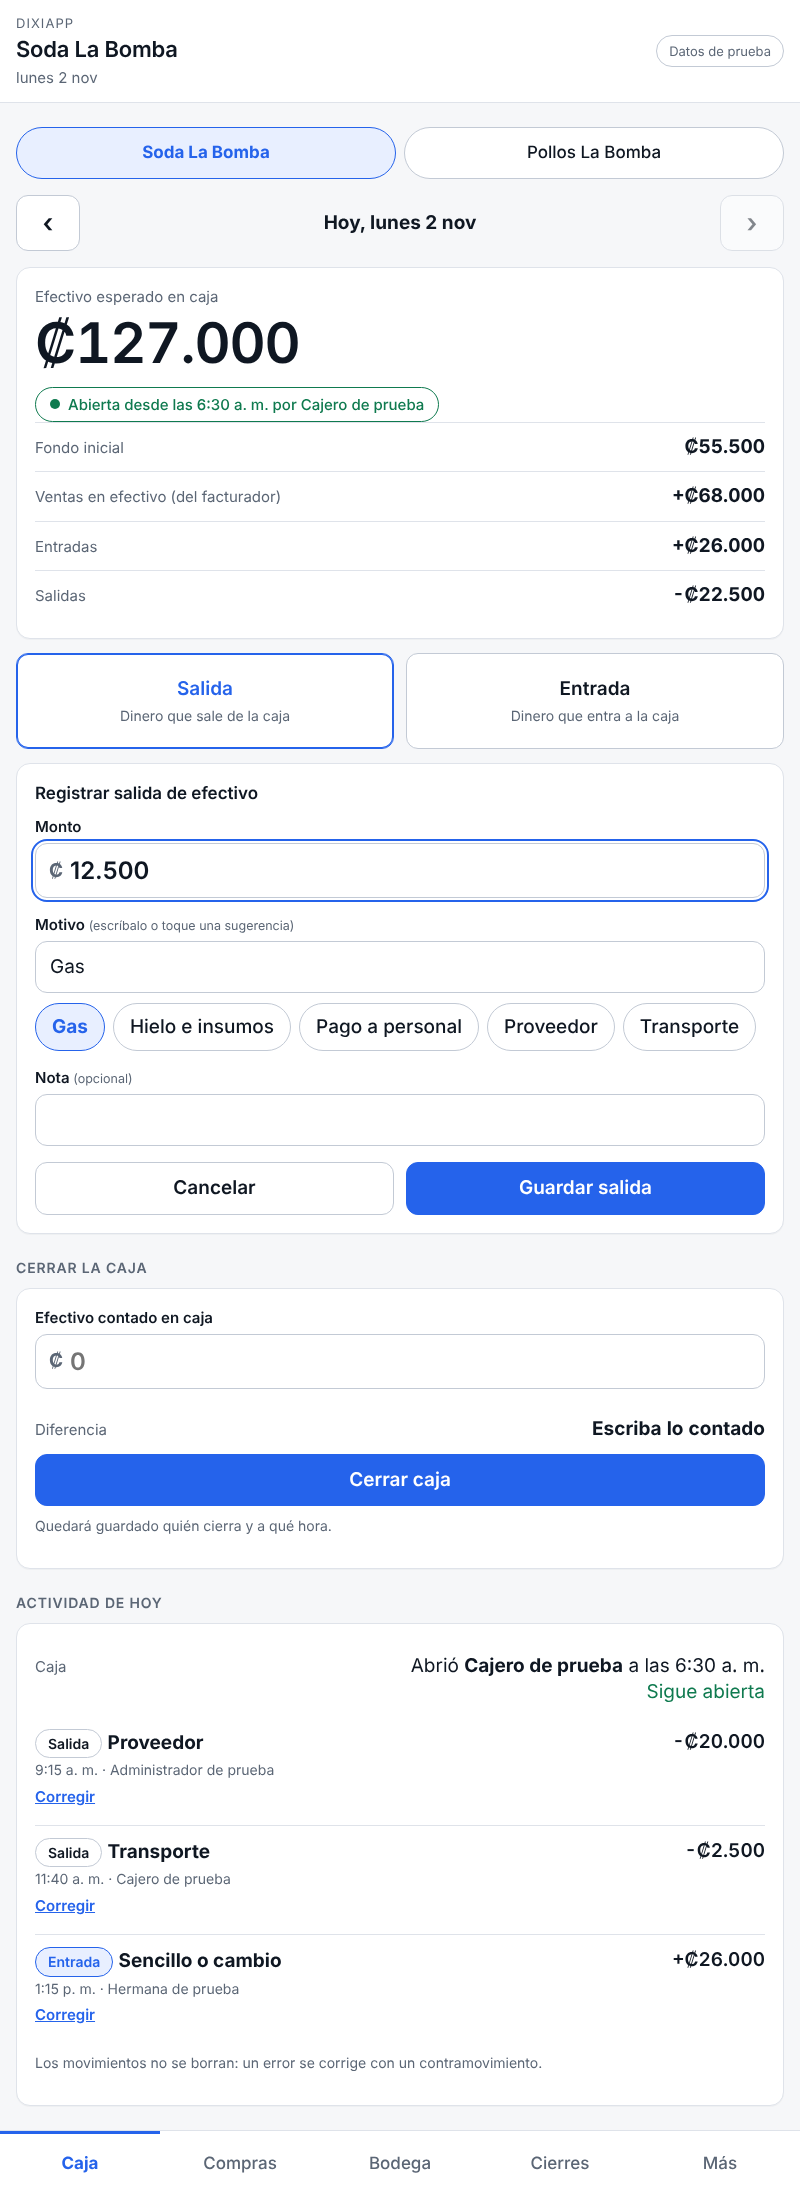 DIXIAPP
Soda La Bomba
lunes 2 nov
Datos de prueba
Soda La Bomba
Pollos La Bomba
‹
Hoy, lunes 2 nov
›
Efectivo esperado en caja
₡127.000
Abierta desde las 6:30 a. m. por Cajero de prueba
Fondo inicial ₡55.500
Ventas en efectivo (del facturador) +₡68.000
Entradas +₡26.000
Salidas -₡22.500
Salida
Dinero que sale de la caja
Entrada
Dinero que entra a la caja
Registrar salida de efectivo
Monto
₡ 12.500
Motivo (escríbalo o toque una sugerencia)
Gas
Gas Hielo e insumos Pago a personal Proveedor Transporte
Nota (opcional)
Cancelar Guardar salida
CERRAR LA CAJA
Efectivo contado en caja
₡ 0
Diferencia Escriba lo contado
Cerrar caja
Quedará guardado quién cierra y a qué hora.
ACTIVIDAD DE HOY
Caja Abrió Cajero de prueba a las 6:30 a. m.
Sigue abierta
Salida Proveedor -₡20.000
9:15 a. m. · Administrador de prueba
Corregir
Salida Transporte -₡2.500
11:40 a. m. · Cajero de prueba
Corregir
Entrada Sencillo o cambio +₡26.000
1:15 p. m. · Hermana de prueba
Corregir
Los movimientos no se borran: un error se corrige con un contramovimiento.
Caja Compras Bodega Cierres Más